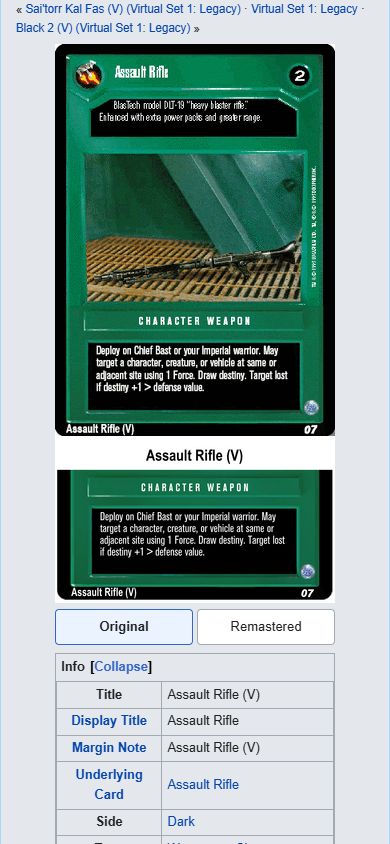 « Sai'torr Kal Fas (V) (Virtual Set 1: Legacy) · Virtual Set 1: Legacy ·
Black 2 (V) (Virtual Set 1: Legacy) »
Assault Rifle
2
BlasTech model DLT-19 "heavy blaster rifle."
Enhanced with extra power packs and greater range.
CHARACTER WEAPON
Deploy on Chief Bast or your Imperial warrior. May
target a character, creature, or vehicle at same or
adjacent site using 1 Force. Draw destiny. Target lost
if destiny +1 > defense value.
Assault Rifle (V)
07
Assault Rifle (V)
CHARACTER WEAPON
Deploy on Chief Bast or your Imperial warrior. May
target a character, creature, or vehicle at same or
adjacent site using 1 Force. Draw destiny. Target lost
if destiny +1 > defense value.
Assault Rifle (V)
07
Original
Remastered
Info [Collapse]
Title
Assault Rifle (V)
Display Title
Assault Rifle
Margin Note
Assault Rifle (V)
Underlying
Card
Assault Rifle
Side
Dark